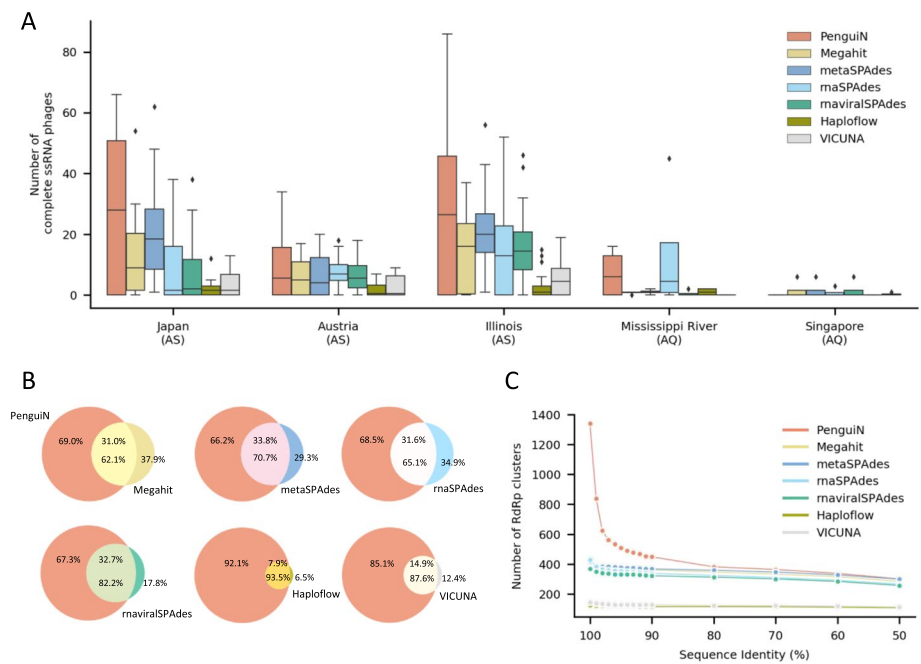 A
Number of
complete ssRNA phages
80
60
40
20
0
PenguiN
Megahit
metaSPAdes
rnaSPAdes
rnaviralSPAdes
Haploflow
VICUNA
Japan
(AS)
Austria
(AS)
Illinois
(AS)
Mississippi River
(AQ)
Singapore
(AQ)
B
PenguiN
69.0%
31.0%
62.1%
37.9%
Megahit
66.2%
33.8%
70.7%
29.3%
metaSPAdes
68.5%
31.6%
65.1%
34.9%
rnaSPAdes
67.3%
32.7%
82.2%
17.8%
rnaviralSPAdes
92.1%
7.9%
93.5%
6.5%
Haploflow
85.1%
14.9%
87.6%
12.4%
VICUNA
C
Number of RdRp clusters
1400
1200
1000
800
600
400
200
PenguiN
Megahit
metaSPAdes
rnaSPAdes
rnaviralSPAdes
Haploflow
VICUNA
100
90
80
70
60
50
Sequence Identity (%)